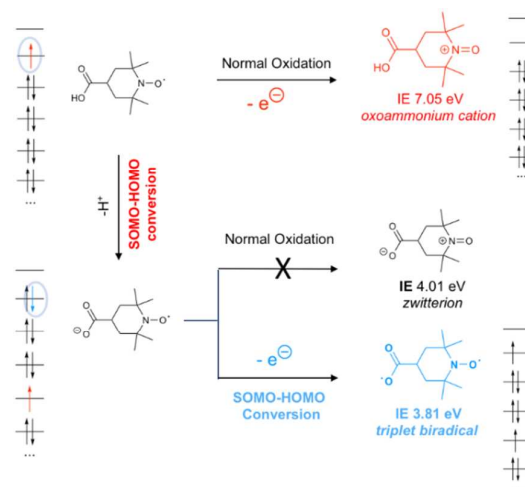 O
HO
N-O•
Normal Oxidation
- e⊖
O
HO
N=O
⊕
IE 7.05 eV
oxoammonium cation
...
...
-H⁺
SOMO-HOMO
conversion
Normal Oxidation
X
O
⊖O
N=O
⊕
IE 4.01 eV
zwitterion
O
⊖O
N-O•
- e⊖
SOMO-HOMO
Conversion
O
•O
N-O•
IE 3.81 eV
triplet biradical
...